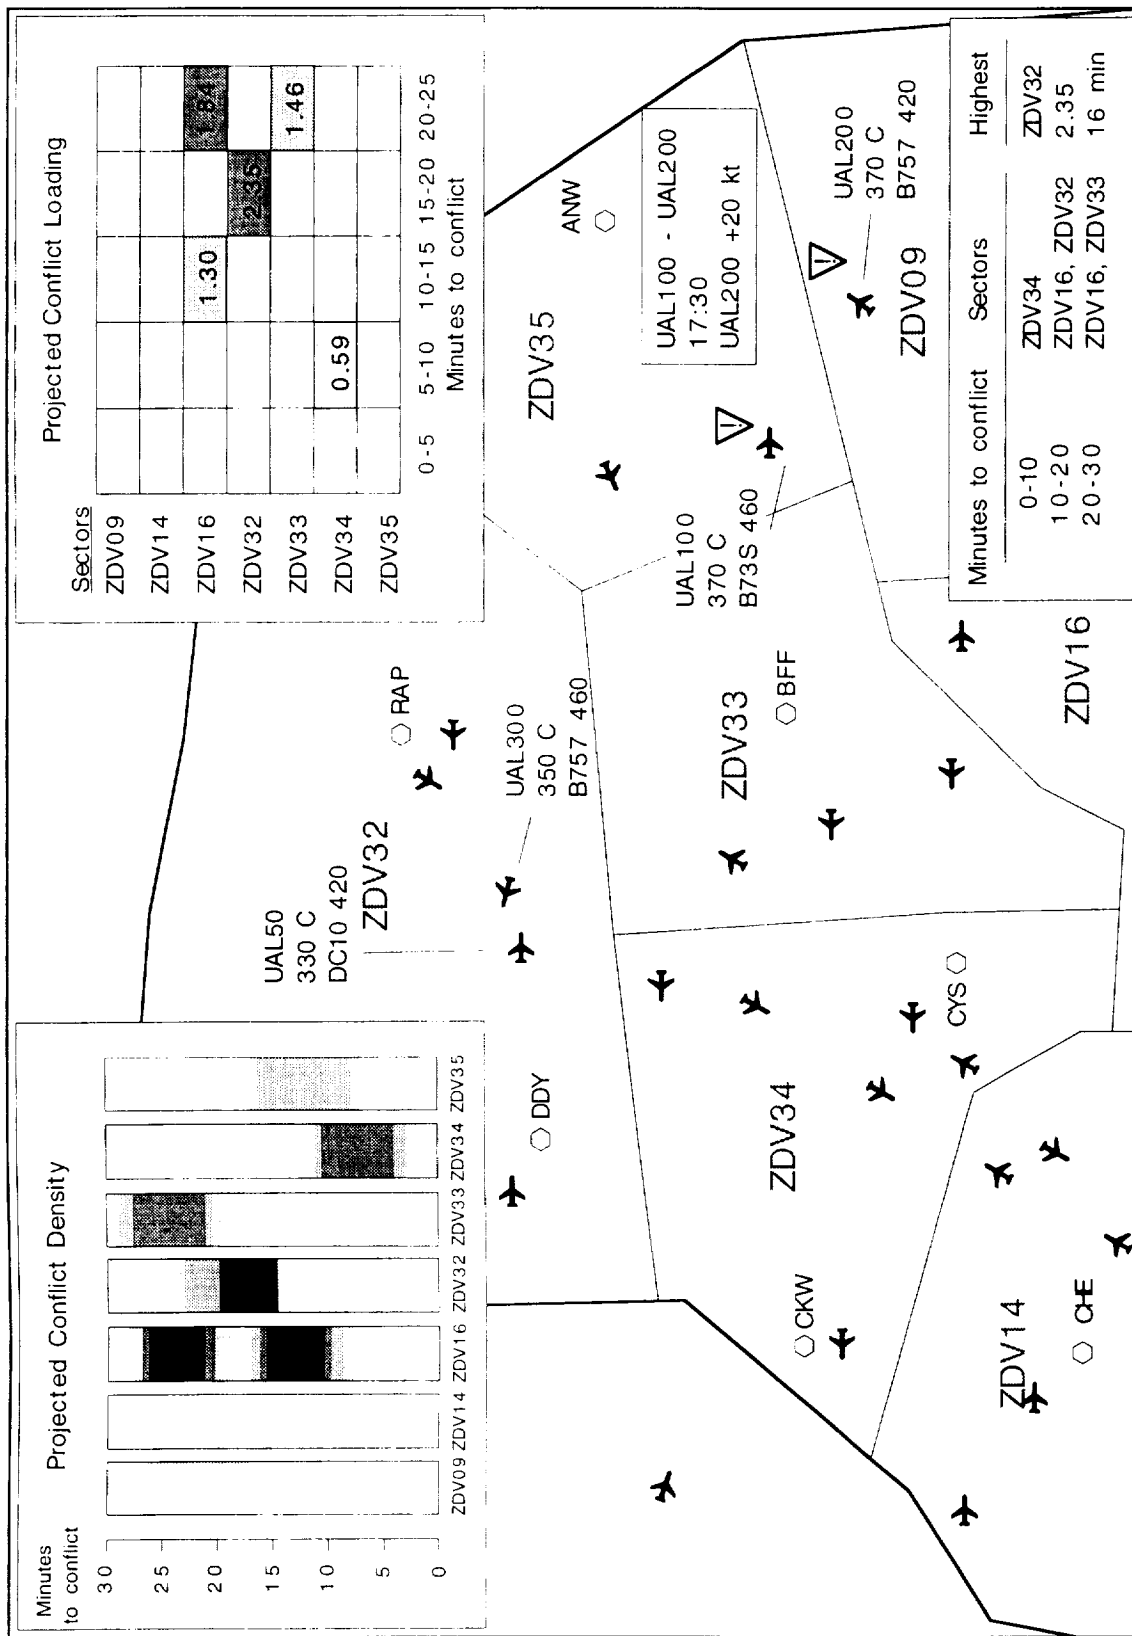 Projected Conflict Density
Minutes
to conflict
30
25
20
15
10
5
0
ZDV09 ZDV14 ZDV16 ZDV32 ZDV33 ZDV34 ZDV35
Projected Conflict Loading
Sectors
ZDV09
ZDV14
ZDV16
ZDV32
ZDV33
ZDV34
ZDV35
1.30
1.84
2.35
1.46
0.59
0-5 5-10 10-15 15-20 20-25
Minutes to conflict
UAL50
330 C
DC10 420
ZDV32
RAP
UAL300
350 C
B757 460
DDY
ZDV35
ANW
UAL100 - UAL200
17:30
UAL200 +20 kt
UAL100
370 C
B73S 460
ZDV33
BFF
ZDV34
CKW
CYS
UAL200
370 C
B757 420
ZDV09
ZDV14
CHE
ZDV16
Minutes to conflict Sectors Highest
0-10 ZDV34 ZDV32
10-20 ZDV16, ZDV32 2.35
20-30 ZDV16, ZDV33 16 min